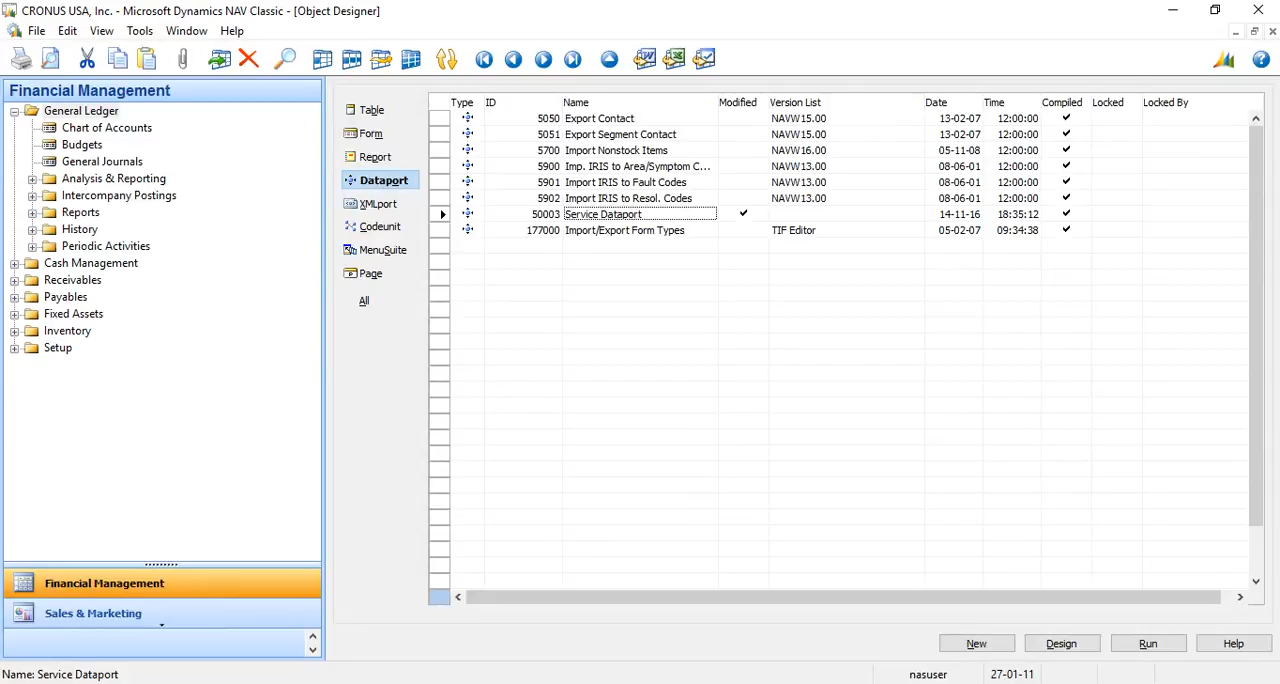 CRONUS USA, Inc. - Microsoft Dynamics NAV Classic - [Object Designer]
File Edit View Tools Window Help
Financial Management
General Ledger
Chart of Accounts
Budgets
General Journals
Analysis & Reporting
Intercompany Postings
Reports
History
Periodic Activities
Cash Management
Receivables
Payables
Fixed Assets
Inventory
Setup
Financial Management
Sales & Marketing
Table
Form
Report
Dataport
XMLport
Codeunit
MenuSuite
Page
All
Type ID Name Modified Version List Date Time Compiled Locked Locked By
5050 Export Contact NAVW15.00 13-02-07 12:00:00
5051 Export Segment Contact NAVW15.00 13-02-07 12:00:00
5700 Import Nonstock Items NAVW16.00 05-11-08 12:00:00
5900 Imp. IRIS to Area/Symptom C... NAVW13.00 08-06-01 12:00:00
5901 Import IRIS to Fault Codes NAVW13.00 08-06-01 12:00:00
5902 Import IRIS to Resol. Codes NAVW13.00 08-06-01 12:00:00
50003 Service Dataport 14-11-16 18:35:12
177000 Import/Export Form Types TIF Editor 05-02-07 09:34:38
New Design Run Help
Name: Service Dataport nasuser 27-01-11